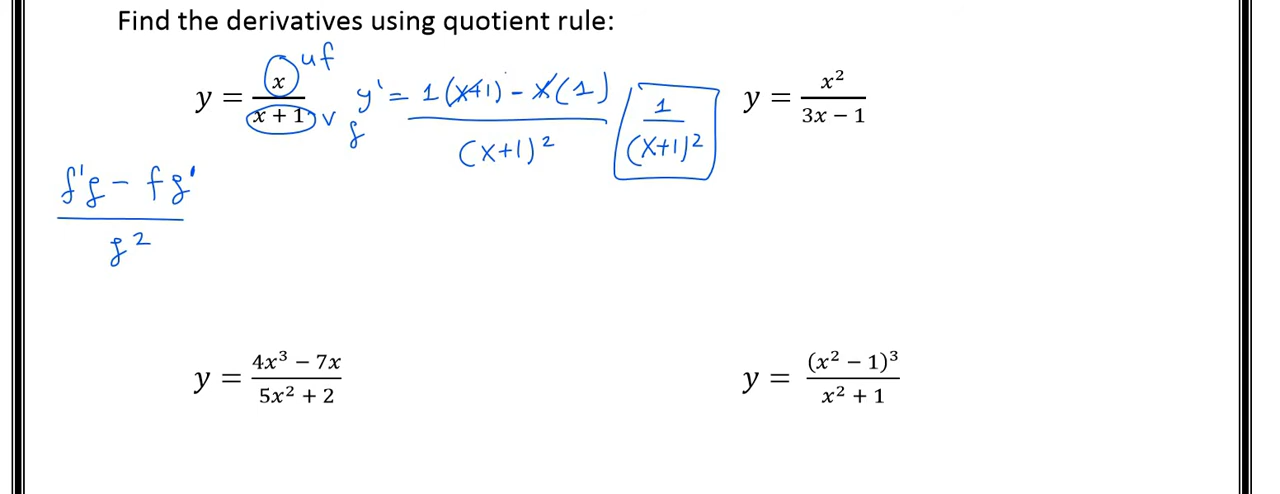 Find the derivatives using quotient rule:
y = x / x + 1 u f v g y' = 1(x+1) - x(1) / (x+1)² 1 / (x+1)²
y = x² / 3x − 1
f'g - fg' / g²
y = 4x³ − 7x / 5x² + 2
y = (x² − 1)³ / x² + 1